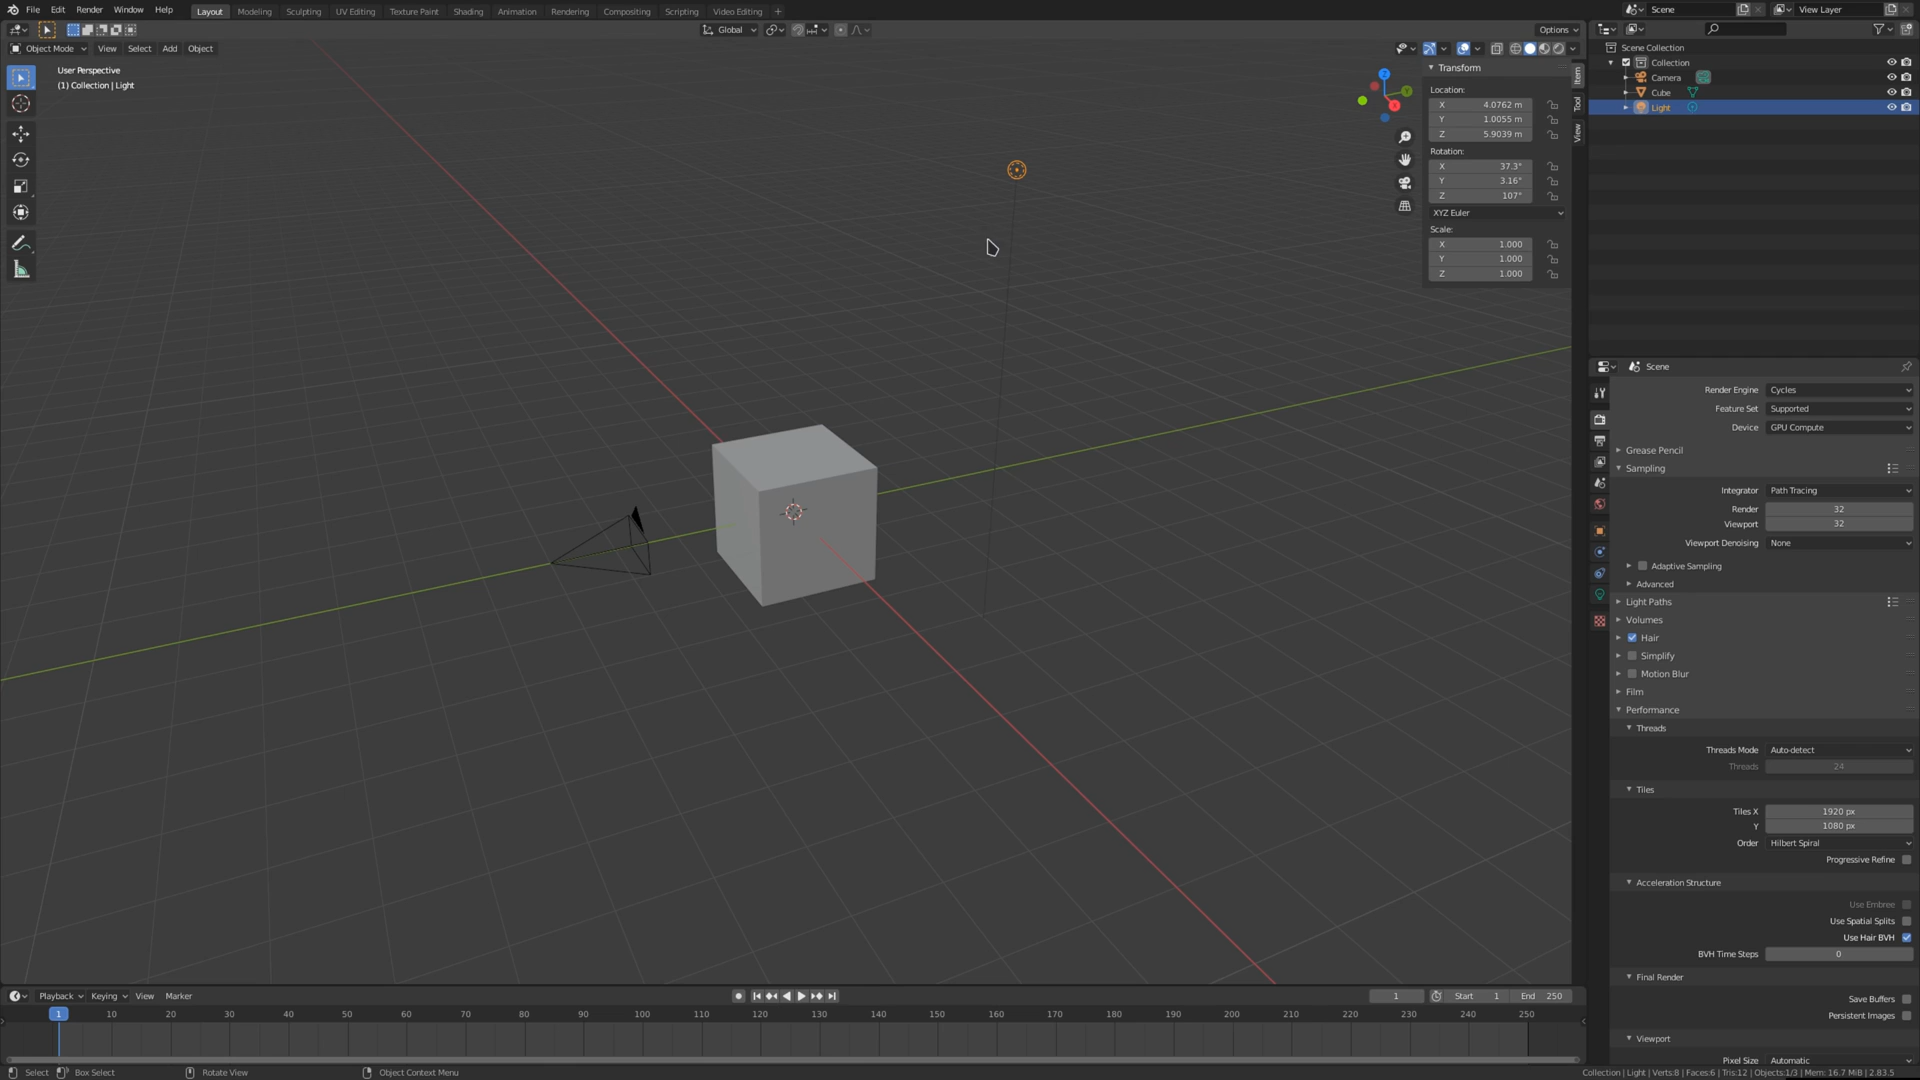 File Edit Render Window Help
Layout Modeling Sculpting UV Editing Texture Paint Shading Animation Rendering Compositing Scripting Video Editing +
Scene
View Layer
Global
Options
Object Mode View Select Add Object
User Perspective
(1) Collection | Light
Z
Y
X
Transform
Location:
X 4.0762 m
Y 1.0055 m
Z 5.9039 m
Rotation:
X 37.3°
Y 3.16°
Z 107°
XYZ Euler
Scale:
X 1.000
Y 1.000
Z 1.000
Item
Tool
View
Scene Collection
Collection
Camera
Cube
Light
Scene
Render Engine Cycles
Feature Set Supported
Device GPU Compute
Grease Pencil
Sampling
Integrator Path Tracing
Render 32
Viewport 32
Viewport Denoising None
Adaptive Sampling
Advanced
Light Paths
Volumes
Hair
Simplify
Motion Blur
Film
Performance
Threads
Threads Mode Auto-detect
Threads 24
Tiles
Tiles X 1920 px
Y 1080 px
Order Hilbert Spiral
Progressive Refine
Acceleration Structure
Use Embree
Use Spatial Splits
Use Hair BVH
BVH Time Steps 0
Final Render
Save Buffers
Persistent Images
Viewport
Pixel Size Automatic
Playback Keying View Marker
1 Start 1 End 250
1 10 20 30 40 50 60 70 80 90 100 110 120 130 140 150 160 170 180 190 200 210 220 230 240 250
Select Box Select Rotate View Object Context Menu
Collection | Light | Verts:8 | Faces:6 | Tris:12 | Objects:1/3 | Mem: 16.7 MiB | 2.83.5